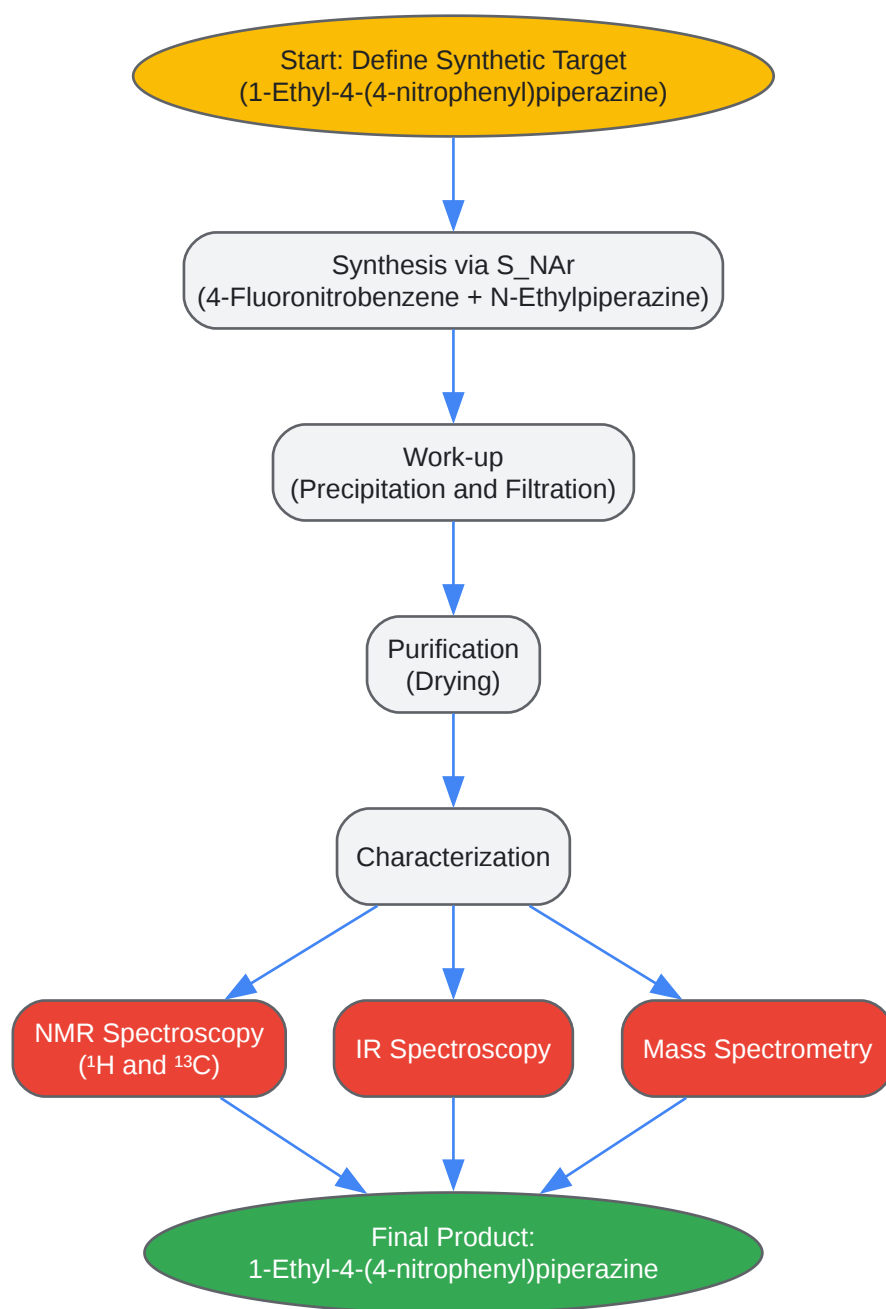 Start: Define Synthetic Target
(1-Ethyl-4-(4-nitrophenyl)piperazine)
Synthesis via S_NAr
(4-Fluoronitrobenzene + N-Ethylpiperazine)
Work-up
(Precipitation and Filtration)
Purification
(Drying)
Characterization
NMR Spectroscopy
(¹H and ¹³C)
IR Spectroscopy
Mass Spectrometry
Final Product:
1-Ethyl-4-(4-nitrophenyl)piperazine